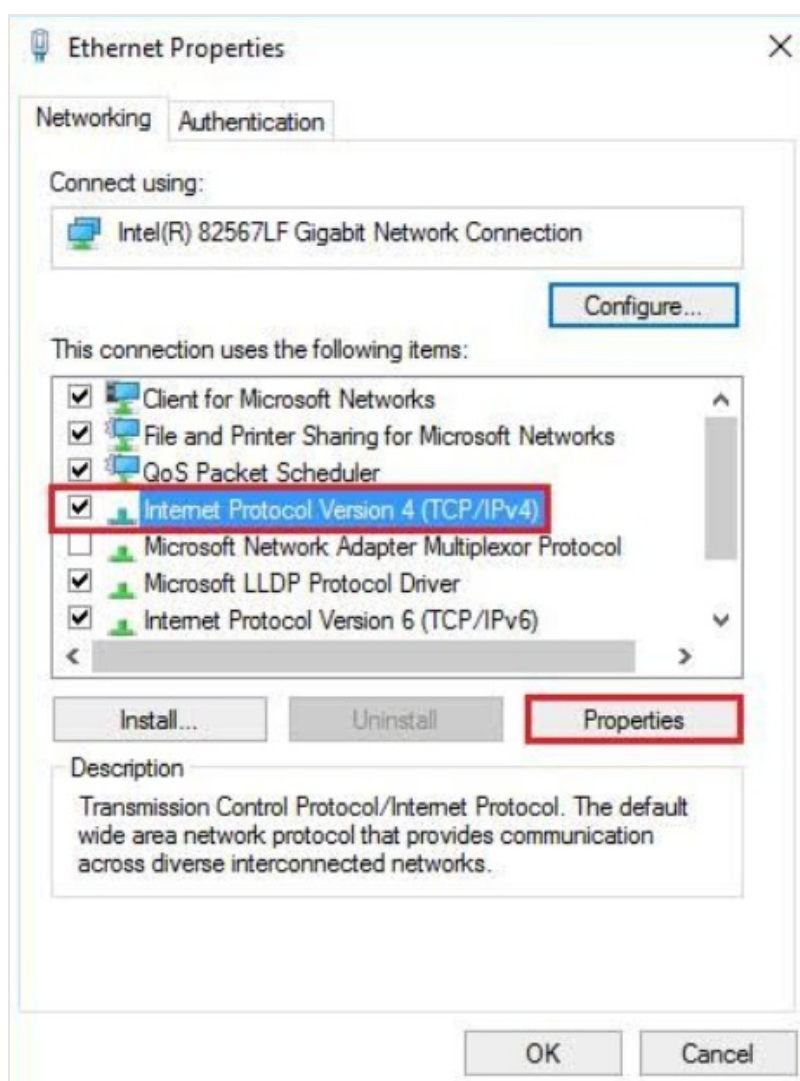 Ethernet Properties
Networking
Authentication
Connect using:
Intel(R) 82567LF Gigabit Network Connection
Configure...
This connection uses the following items:
Client for Microsoft Networks
File and Printer Sharing for Microsoft Networks
QoS Packet Scheduler
Internet Protocol Version 4 (TCP/IPv4)
Microsoft Network Adapter Multiplexor Protocol
Microsoft LLDP Protocol Driver
Internet Protocol Version 6 (TCP/IPv6)
Install...
Uninstall
Properties
Description
Transmission Control Protocol/Internet Protocol. The default
wide area network protocol that provides communication
across diverse interconnected networks.
OK
Cancel